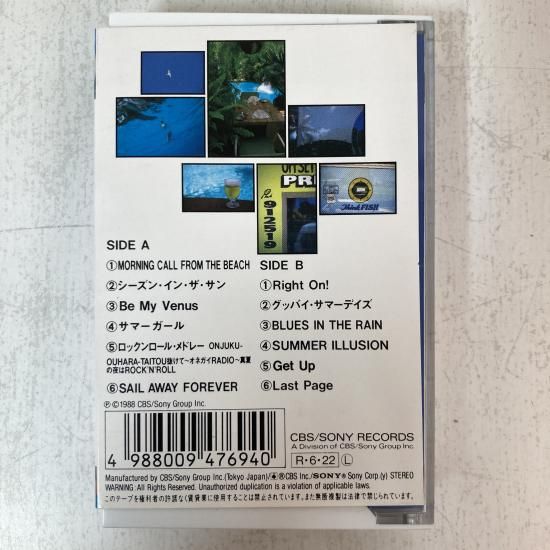 OFFSET
PRI
912519
Think FISH
SIDE A
①MORNING CALL FROM THE BEACH
②シーズン・イン・ザ・サン
③Be My Venus
④サマーガール
⑤ロックンロール・メドレー ONJUKU-
OUHARA-TAITOU抜けて〜オネガイRADIO〜真夏
の夜はROCK'N'ROLL
⑥SAIL AWAY FOREVER
SIDE B
①Right On!
②グッバイ・サマーデイズ
③BLUES IN THE RAIN
④SUMMER ILLUSION
⑤Get Up
⑥Last Page
Ⓟ©1988 CBS/Sony Group Inc.
4 988009 476940
CBS/SONY RECORDS
A Division of CBS/Sony Group Inc.
R・6・22 Ⓛ
Manufactured by CBS/Sony Group Inc.(Tokyo Japan)/®CBS Inc./SONY® Sony Corp.(y) STEREO
WARNING: All Rights Reserved. Unauthorized duplication is a violation of applicable laws.
このテープを権利者の許諾なく賃貸業に使用することは禁じられています。また無断複製は法律で禁じられています。